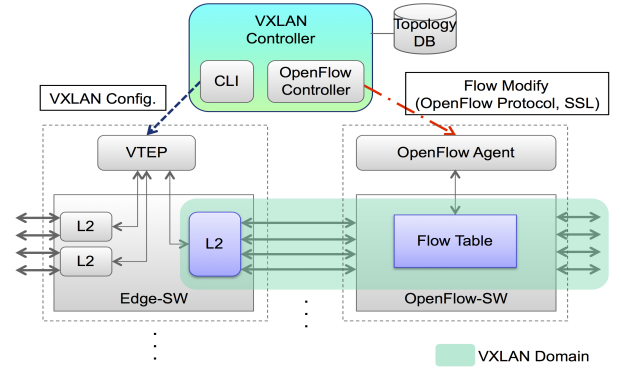 VXLAN
Controller
Topology
DB
CLI
OpenFlow
Controller
VXLAN Config.
Flow Modify
(OpenFlow Protocol, SSL)
VTEP
OpenFlow Agent
L2
L2
L2
Flow Table
Edge-SW
OpenFlow-SW
VXLAN Domain